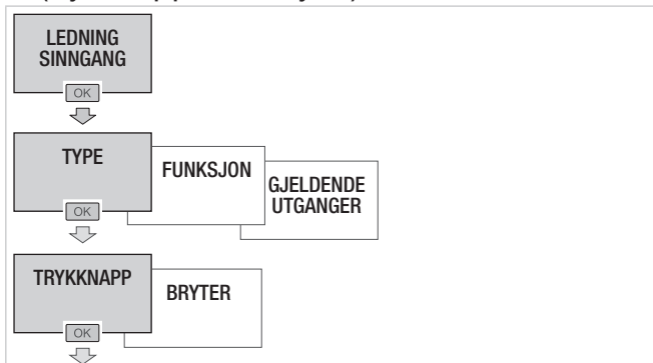 LEDNING
SINNGANG
OK
TYPE
FUNKSJON
GJELDENDE
UTGANGER
OK
TRYKKNAPP
BRYTER
OK